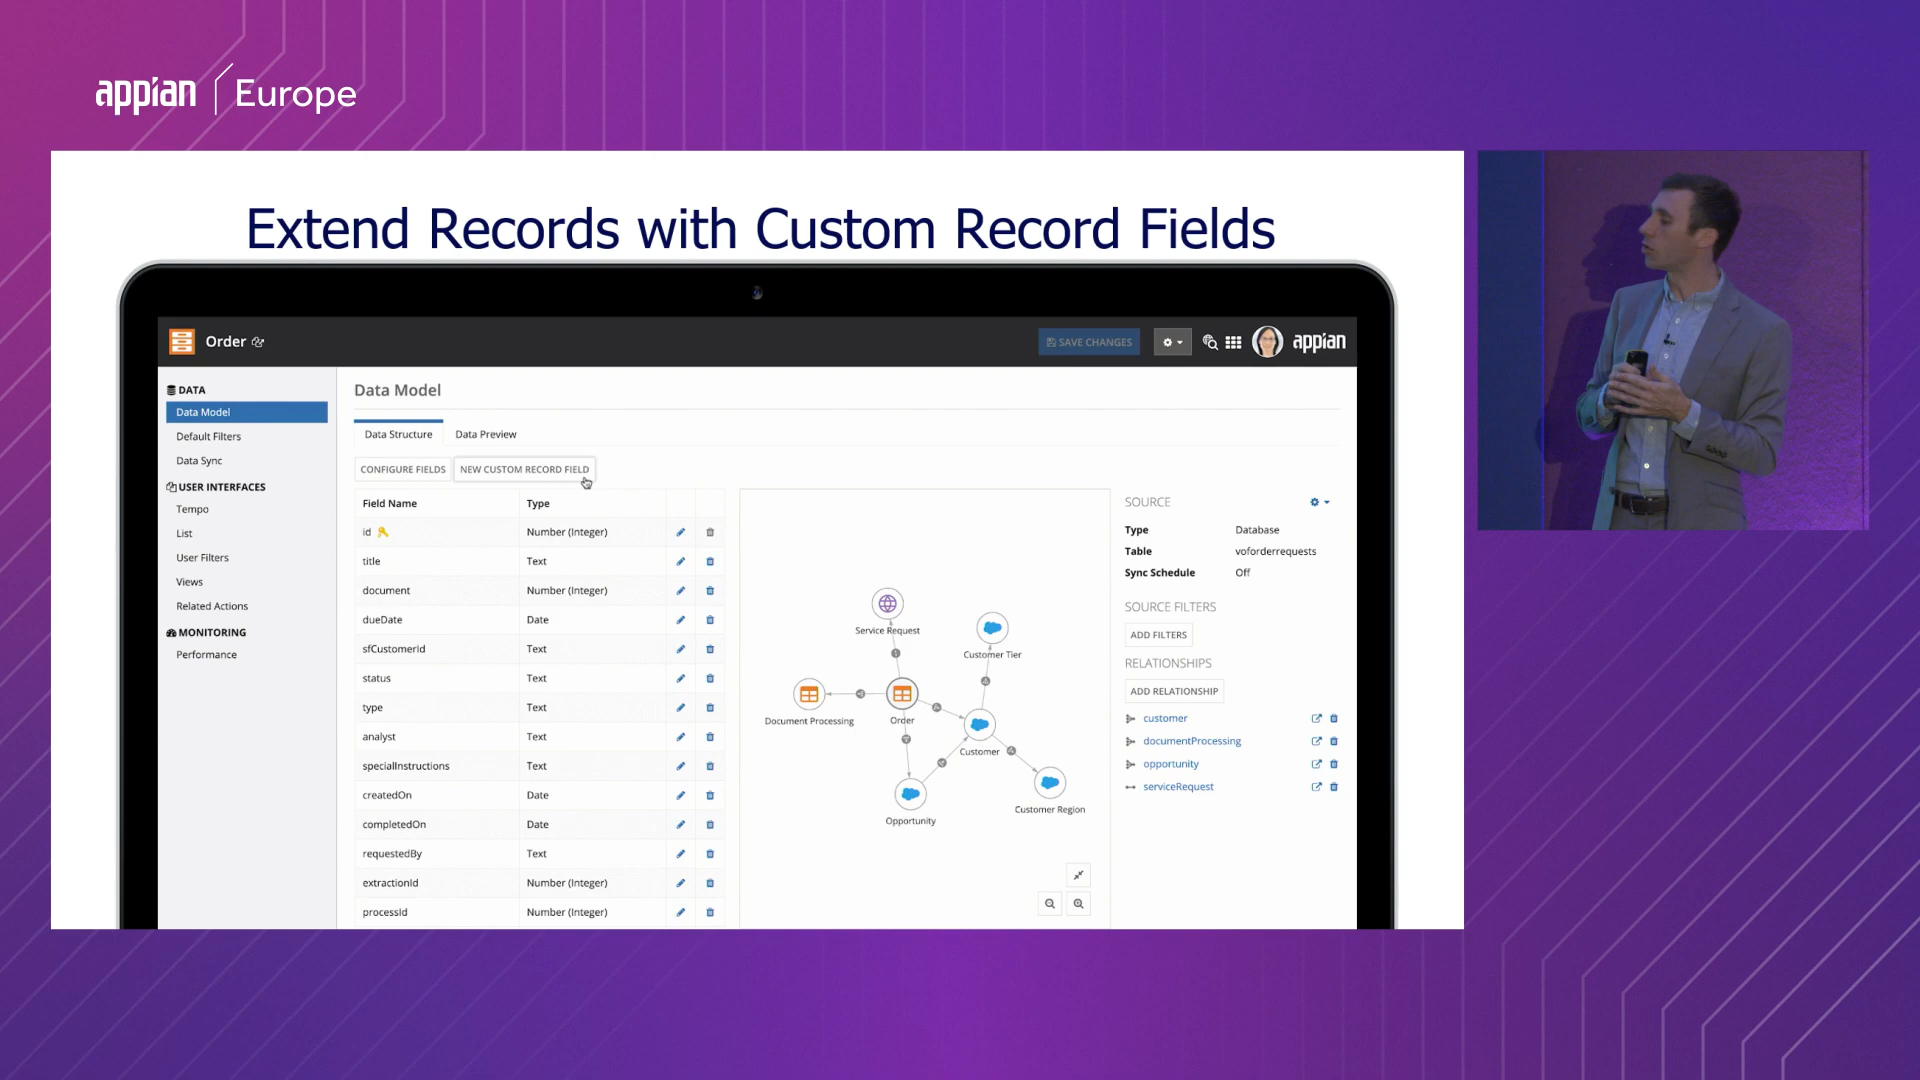 appian Europe
Extend Records with Custom Record Fields
Order
SAVE CHANGES
appian
DATA
Data Model
Default Filters
Data Sync
USER INTERFACES
Tempo
List
User Filters
Views
Related Actions
MONITORING
Performance
Data Model
Data Structure Data Preview
CONFIGURE FIELDS NEW CUSTOM RECORD FIELD
Field Name Type
id Number (Integer)
title Text
document Number (Integer)
dueDate Date
sfCustomerId Text
status Text
type Text
analyst Text
specialInstructions Text
createdOn Date
completedOn Date
requestedBy Text
extractionId Number (Integer)
processId Number (Integer)
Service Request
Customer Tier
Document Processing
Order
Customer
Customer Region
Opportunity
SOURCE
Type Database
Table voforderrequests
Sync Schedule Off
SOURCE FILTERS
ADD FILTERS
RELATIONSHIPS
ADD RELATIONSHIP
customer
documentProcessing
opportunity
serviceRequest